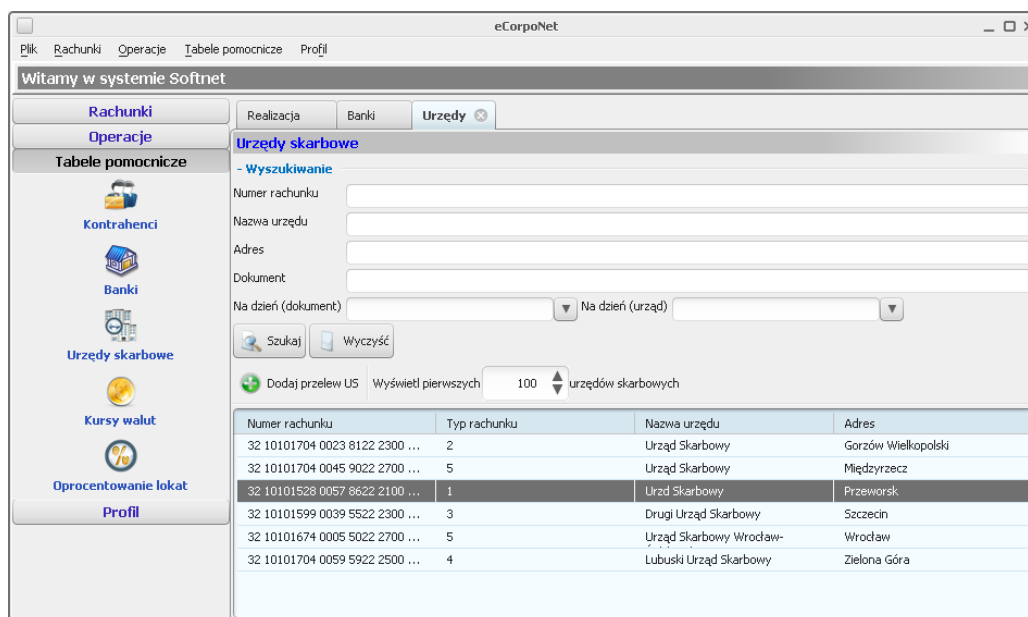 eCorpoNet
Plik Rachunki Operacje Tabele pomocnicze Profil
Witamy w systemie Softnet
Rachunki
Operacje
Tabele pomocnicze
Kontrahenci
Banki
Urzędy skarbowe
Kursy walut
Oprocentowanie lokat
Profil
Realizacja Banki Urzędy
Urzędy skarbowe
- Wyszukiwanie
Numer rachunku
Nazwa urzędu
Adres
Dokument
Na dzień (dokument) Na dzień (urząd)
Szukaj Wyczyść
Dodaj przelew US Wyświetl pierwszych 100 urzędów skarbowych
Numer rachunku Typ rachunku Nazwa urzędu Adres
32 10101704 0023 8122 2300 ... 2 Urząd Skarbowy Gorzów Wielkopolski
32 10101704 0045 9022 2700 ... 5 Urząd Skarbowy Międzyrzecz
32 10101528 0057 8622 2100 ... 1 Urzd Skarbowy Przeworsk
32 10101599 0039 5522 2300 ... 3 Drugi Urząd Skarbowy Szczecin
32 10101674 0005 5022 2700 ... 5 Urząd Skarbowy Wrocław- Wrocław
32 10101704 0059 5922 2500 ... 4 Lubuski Urząd Skarbowy Zielona Góra